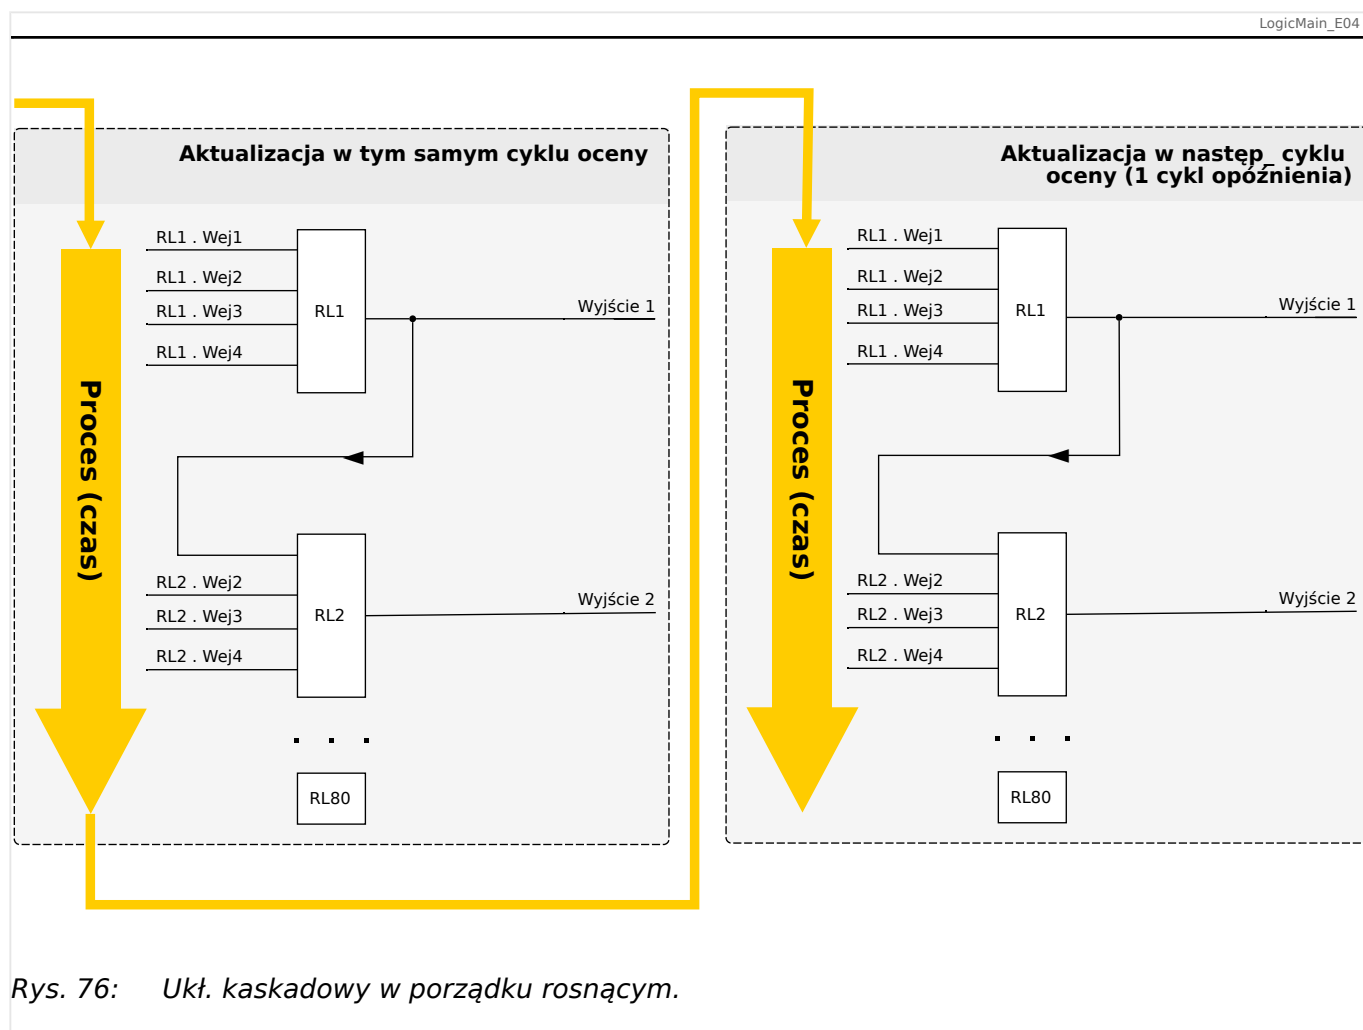 LogicMain_E04
Aktualizacja w tym samym cyklu oceny
Proces (czas)
RL1 . Wej1
RL1 . Wej2
RL1 . Wej3
RL1 . Wej4
RL1
Wyjście 1
RL2 . Wej2
RL2 . Wej3
RL2 . Wej4
RL2
Wyjście 2
. . .
RL80
Aktualizacja w następ_ cyklu
oceny (1 cykl opóźnienia)
Proces (czas)
RL1 . Wej1
RL1 . Wej2
RL1 . Wej3
RL1 . Wej4
RL1
Wyjście 1
RL2 . Wej2
RL2 . Wej3
RL2 . Wej4
RL2
Wyjście 2
. . .
RL80
Rys. 76: Ukł. kaskadowy w porządku rosnącym.